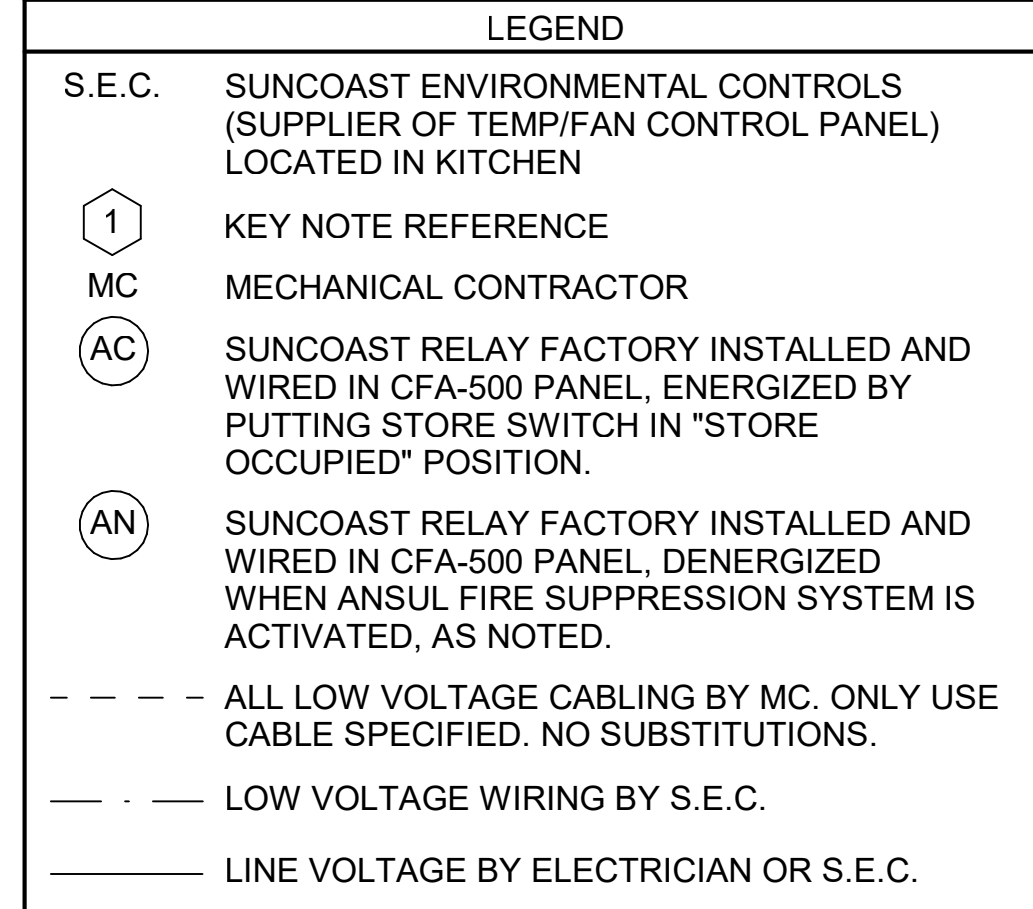 LEGEND
S.E.C. SUNCOAST ENVIRONMENTAL CONTROLS
(SUPPLIER OF TEMP/FAN CONTROL PANEL)
LOCATED IN KITCHEN
1 KEY NOTE REFERENCE
MC MECHANICAL CONTRACTOR
AC SUNCOAST RELAY FACTORY INSTALLED AND
WIRED IN CFA-500 PANEL, ENERGIZED BY
PUTTING STORE SWITCH IN "STORE
OCCUPIED" POSITION.
AN SUNCOAST RELAY FACTORY INSTALLED AND
WIRED IN CFA-500 PANEL, DENERGIZED
WHEN ANSUL FIRE SUPPRESSION SYSTEM IS
ACTIVATED, AS NOTED.
ALL LOW VOLTAGE CABLING BY MC. ONLY USE
CABLE SPECIFIED. NO SUBSTITUTIONS.
LOW VOLTAGE WIRING BY S.E.C.
LINE VOLTAGE BY ELECTRICIAN OR S.E.C.